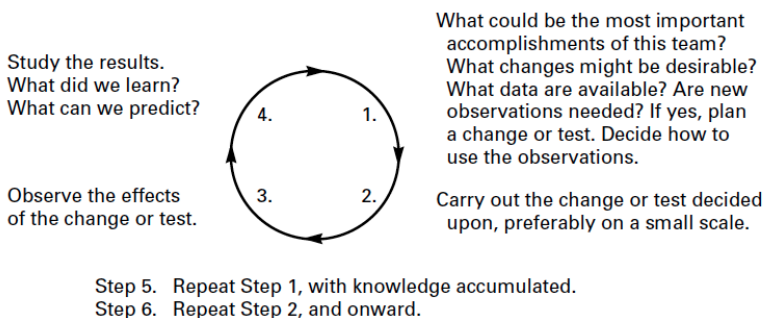 What could be the most important
accomplishments of this team?
What changes might be desirable?
What data are available? Are new
observations needed? If yes, plan
a change or test. Decide how to
use the observations.
1.
Carry out the change or test decided
upon, preferably on a small scale.
2.
Observe the effects
of the change or test.
3.
Study the results.
What did we learn?
What can we predict?
4.
Step 5. Repeat Step 1, with knowledge accumulated.
Step 6. Repeat Step 2, and onward.